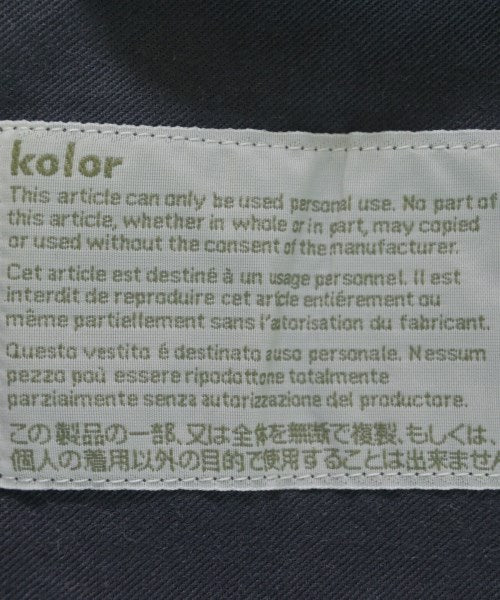 kolor
This article can only be used personal use. No part of
this article, whether in whole or in part, may copied
or used without the consent of the manufacturer.
Cet article est destiné à un usage personnel. Il est
interdit de reproduire cet article entiérement ou
même partiellement sans l'atorisation du fabricant.
Questo vestito é destinato auso personale. Nessum
pezzo poù essere ripodottone totalmente
parzialmente senza autorizzazione del productore.
この製品の一部、又は全体を無断で複製、もしくは、
個人の着用以外の目的で使用することは出来ません